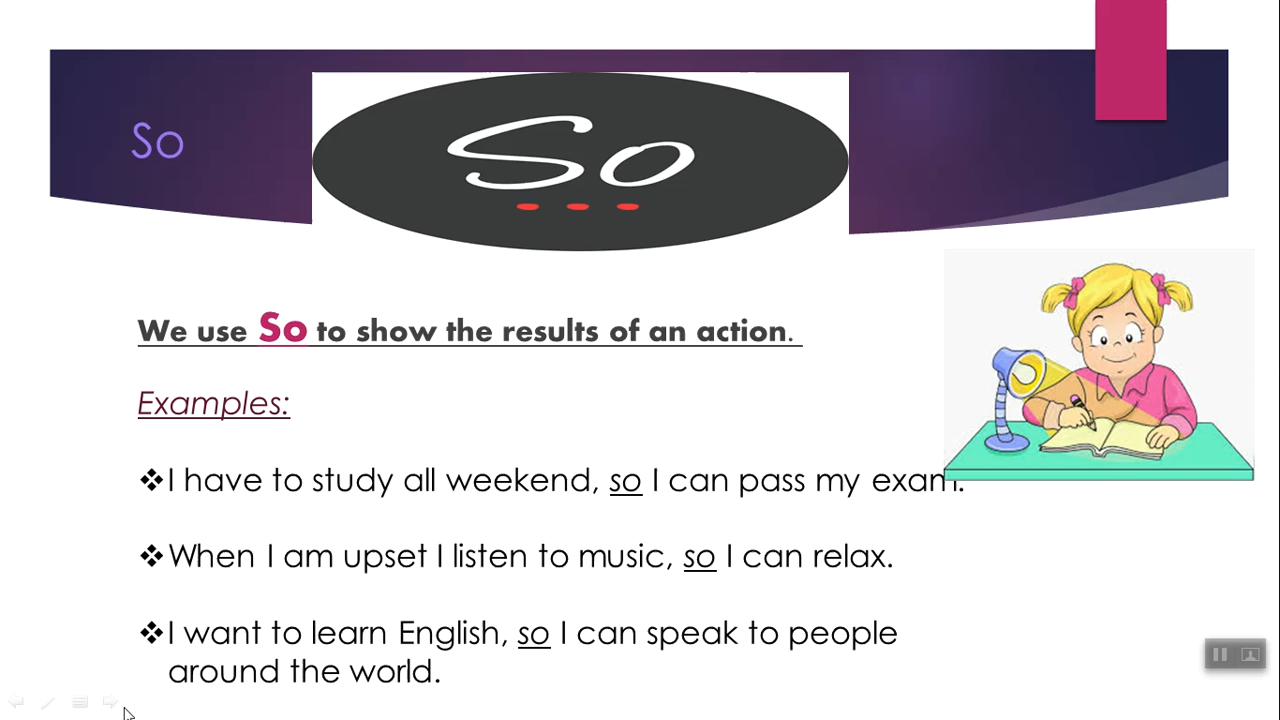 So
So
We use So to show the results of an action.
Examples:
❖I have to study all weekend, so I can pass my exam.
❖When I am upset I listen to music, so I can relax.
❖I want to learn English, so I can speak to people
around the world.